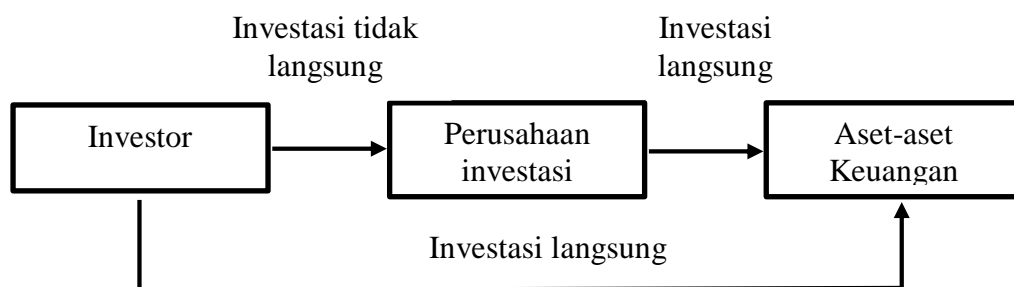 Investasi tidak
langsung
Investasi
langsung
Investor
Perusahaan
investasi
Aset-aset
Keuangan
Investasi langsung